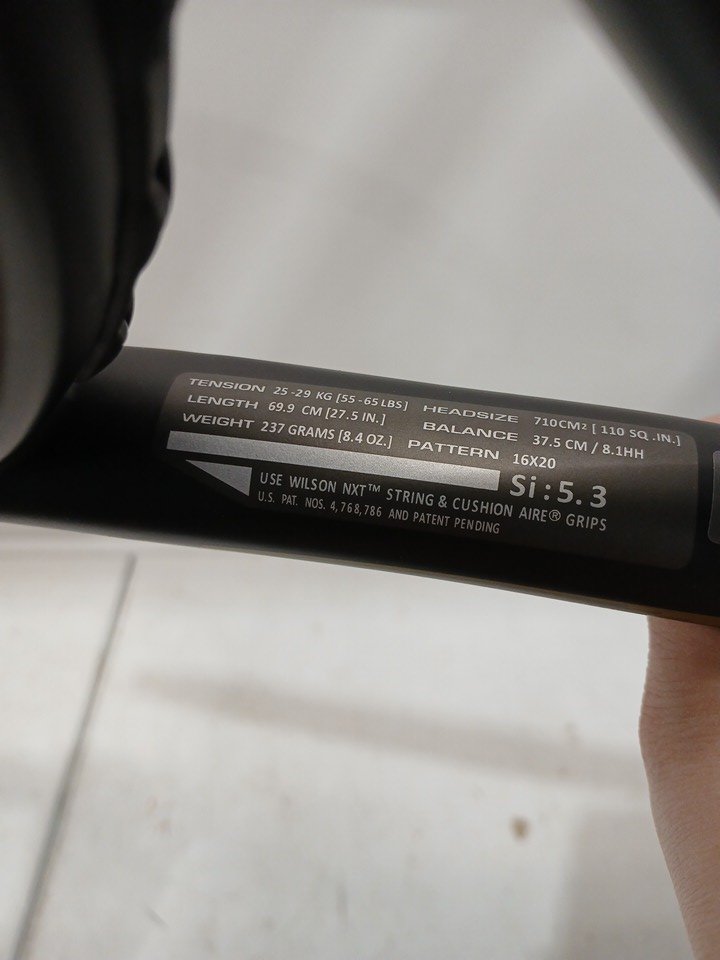 TENSION 25-29 KG [55-65 LBS] HEADSIZE 710CM² [ 110 SQ .IN.]
LENGTH 69.9 CM [27.5 IN.] BALANCE 37.5 CM / 8.1HH
WEIGHT 237 GRAMS [8.4 OZ.] PATTERN 16X20
Si : 5.3
USE WILSON NXT™ STRING & CUSHION AIRE® GRIPS
U.S. PAT. NOS. 4,768,786 AND PATENT PENDING